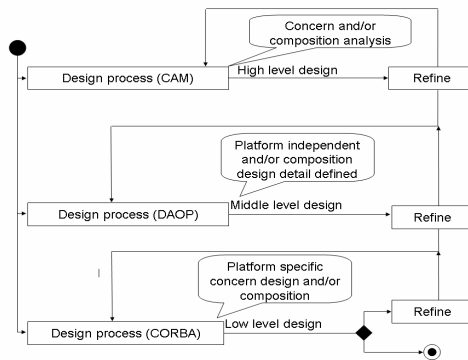 Concern and/or
composition analysis
Design process (CAM)
High level design
Refine
Platform independent
and/or composition
design detail defined
Design process (DAOP)
Middle level design
Refine
Platform specific
concern design and/or
composition
Design process (CORBA)
Low level design
Refine